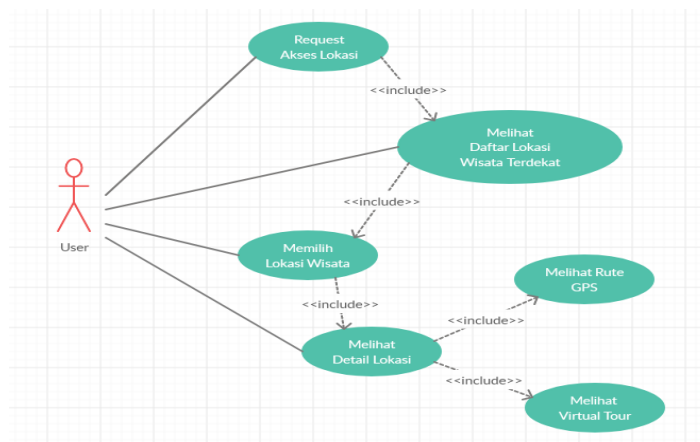 Request
Akses Lokasi
<<include>>
Melihat
Daftar Lokasi
Wisata Terdekat
<<include>>
User
Memilih
Lokasi Wisata
Melihat Rute
GPS
<<include>>
<<include>>
Melihat
Detail Lokasi
<<include>>
Melihat
Virtual Tour